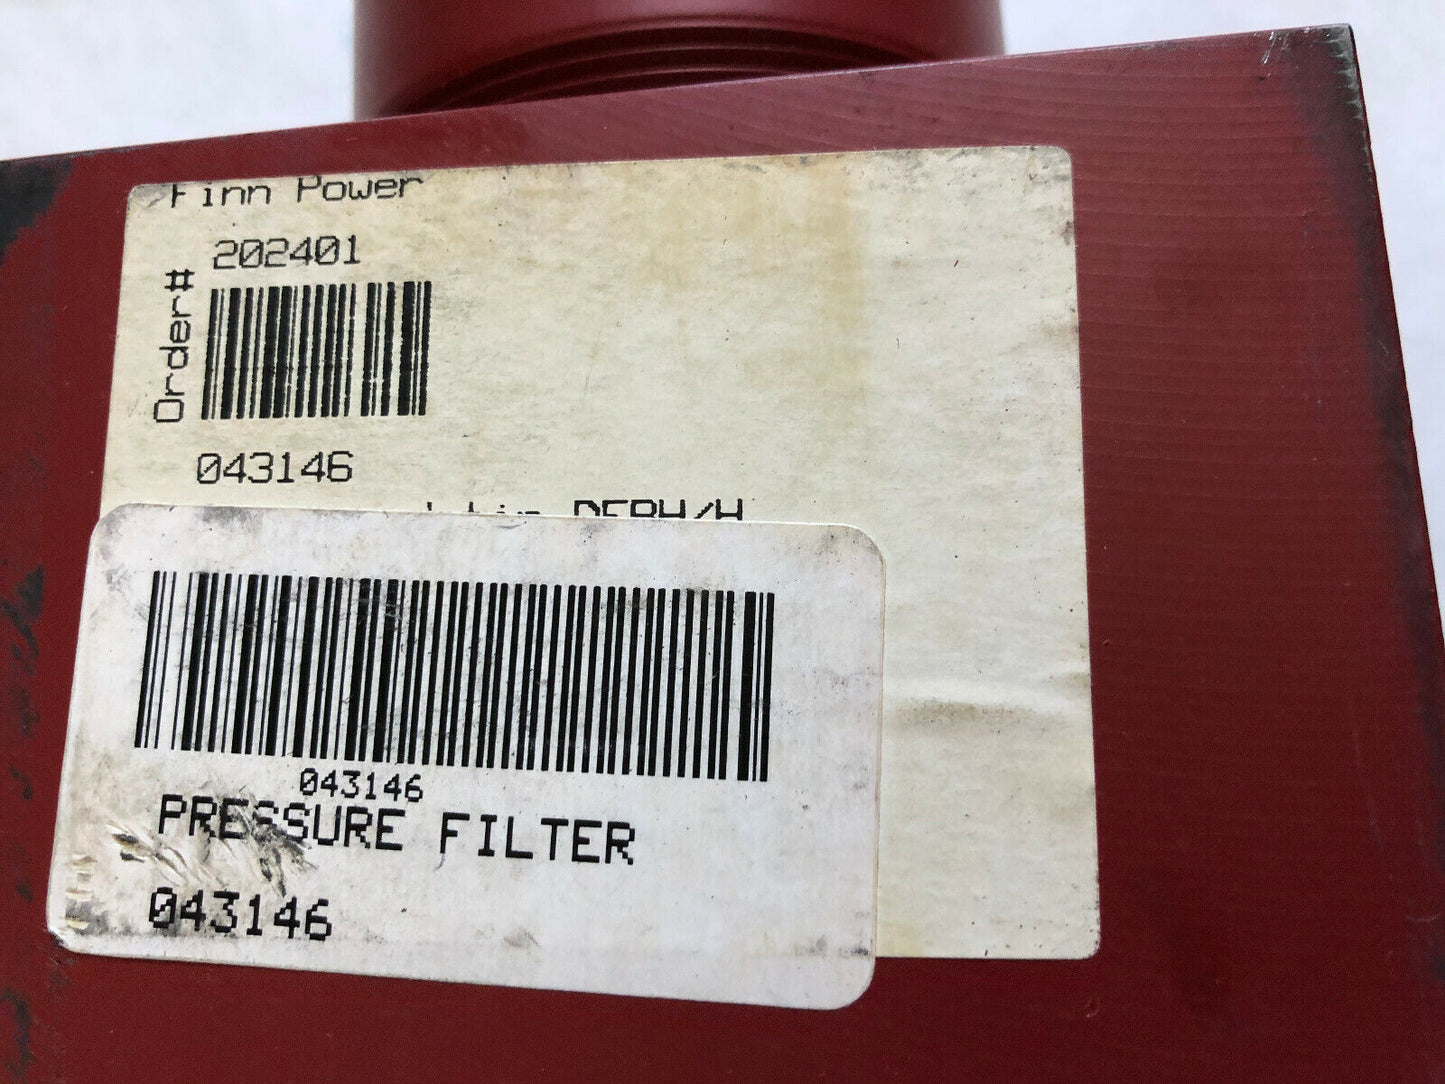 Finn Power
202401
Order#
043146
043146
PRESSURE FILTER
043146